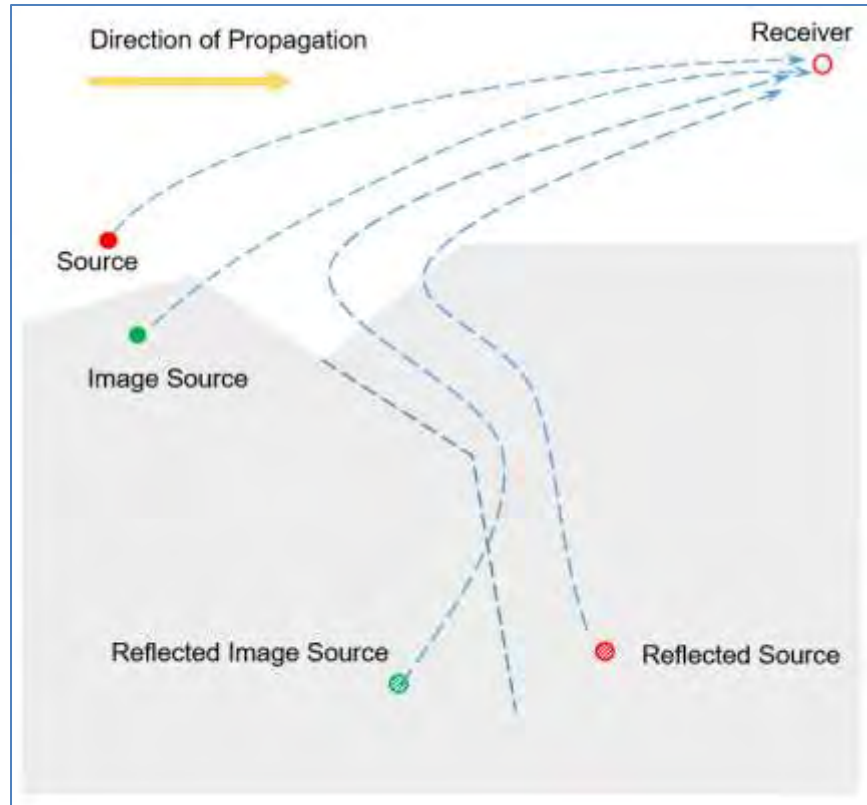 Direction of Propagation
Receiver
Source
Image Source
Reflected Image Source
Reflected Source